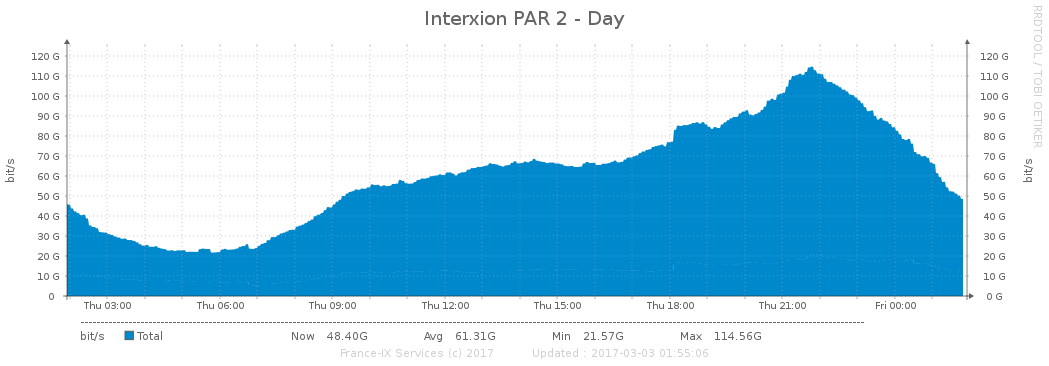 Interxion PAR 2 - Day
RRDTOOL / TOBI OETIKER
bit/s
120 G
110 G
100 G
90 G
80 G
70 G
60 G
50 G
40 G
30 G
20 G
10 G
0
120 G
110 G
100 G
90 G
80 G
70 G
60 G
50 G
40 G
30 G
20 G
10 G
0 G
bit/s
Thu 03:00 Thu 06:00 Thu 09:00 Thu 12:00 Thu 15:00 Thu 18:00 Thu 21:00 Fri 00:00
bit/s Total Now 48.40G Avg 61.31G Min 21.57G Max 114.56G
France-IX Services (c) 2017 Updated : 2017-03-03 01:55:06